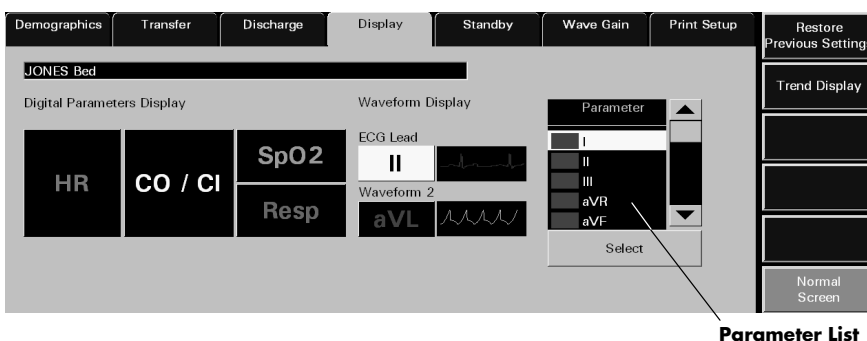 Demographics
Transfer
Discharge
Display
Standby
Wave Gain
Print Setup
Restore
Previous Setting
JONES Bed
Trend Display
Digital Parameters Display
Waveform Display
Parameter
ECG Lead
HR
CO / CI
SpO2
Resp
II
Waveform 2
aVL
I
II
III
aVR
aVF
Select
Normal
Screen
Parameter List